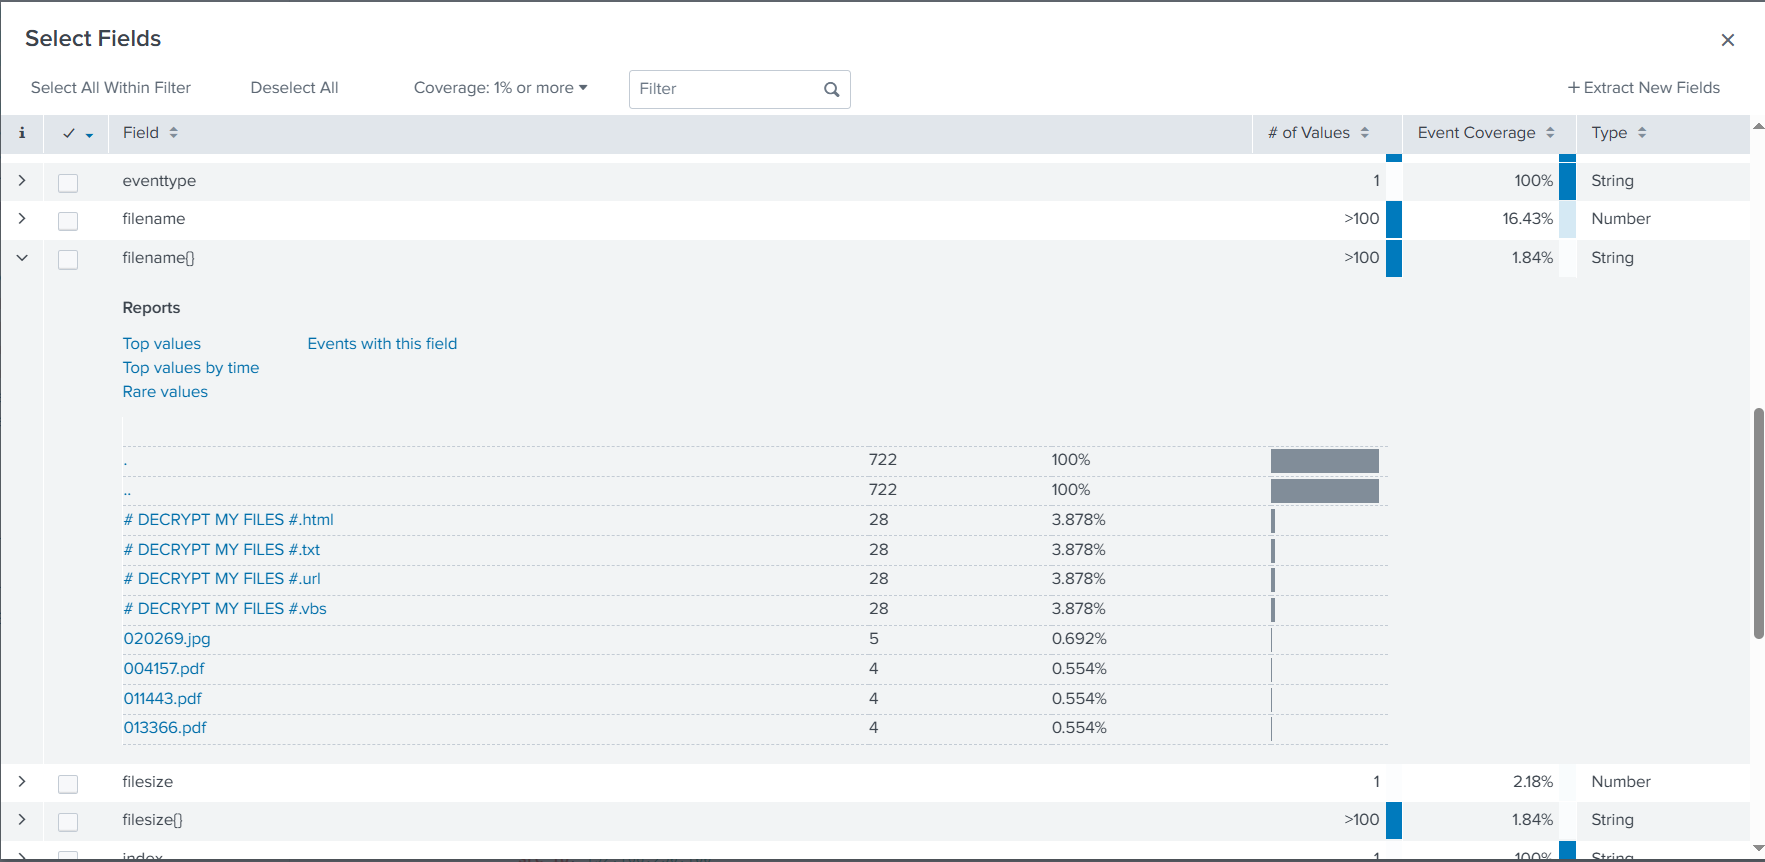 Select Fields
Select All Within Filter Deselect All Coverage: 1% or more Filter + Extract New Fields
i Field # of Values Event Coverage Type
eventtype 1 100% String
filename >100 16.43% Number
filename{} >100 1.84% String
Reports
Top values Events with this field
Top values by time
Rare values
. 722 100%
.. 722 100%
# DECRYPT MY FILES #.html 28 3.878%
# DECRYPT MY FILES #.txt 28 3.878%
# DECRYPT MY FILES #.url 28 3.878%
# DECRYPT MY FILES #.vbs 28 3.878%
020269.jpg 5 0.692%
004157.pdf 4 0.554%
011443.pdf 4 0.554%
013366.pdf 4 0.554%
filesize 1 2.18% Number
filesize{} >100 1.84% String
index 1 100% String